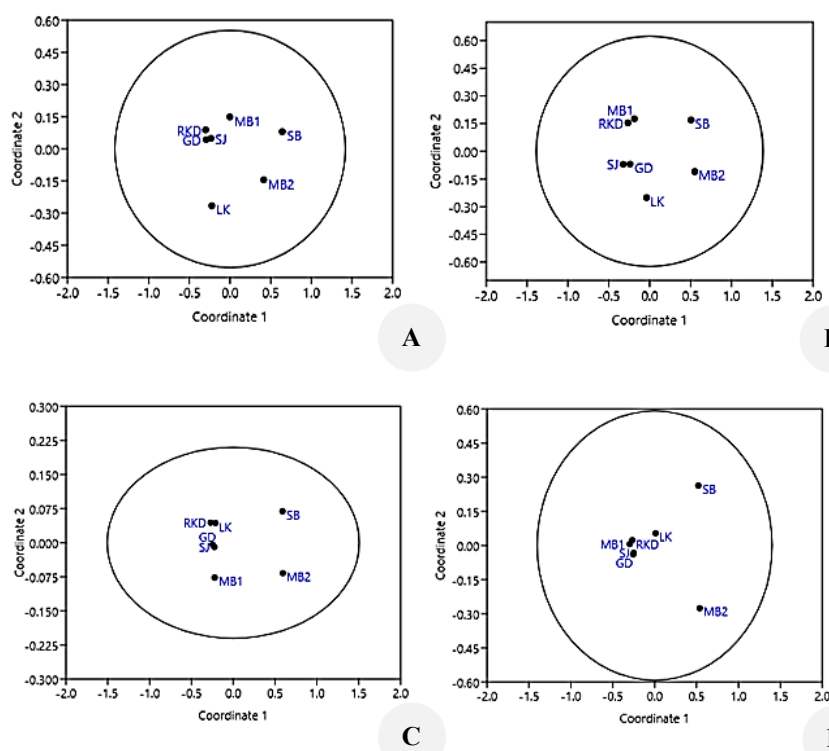 0.60
0.45
0.30
0.15
0.00
-0.15
-0.30
-0.45
-0.60
Coordinate 2
MB1
RKD
SJ
GD
SB
MB2
LK
-2.0 -1.5 -1.0 -0.5 0.0 0.5 1.0 1.5 2.0
Coordinate 1
A
0.60
0.45
0.30
0.15
0.00
-0.15
-0.30
-0.45
-0.60
Coordinate 2
MB1
RKD
SB
SJ
GD
MB2
LK
-2.0 -1.5 -1.0 -0.5 0.0 0.5 1.0 1.5 2.0
Coordinate 1
0.300
0.225
0.150
0.075
0.000
-0.075
-0.150
-0.225
-0.300
Coordinate 2
SB
RKD
LK
GD
SJ
MB1
MB2
-2.0 -1.5 -1.0 -0.5 0.0 0.5 1.0 1.5 2.0
Coordinate 1
C
0.60
0.45
0.30
0.15
0.00
-0.15
-0.30
-0.45
-0.60
Coordinate 2
SB
LK
MB1
RKD
SJ
GD
MB2
-2.0 -1.5 -1.0 -0.5 0.0 0.5 1.0 1.5 2.0
Coordinate 1